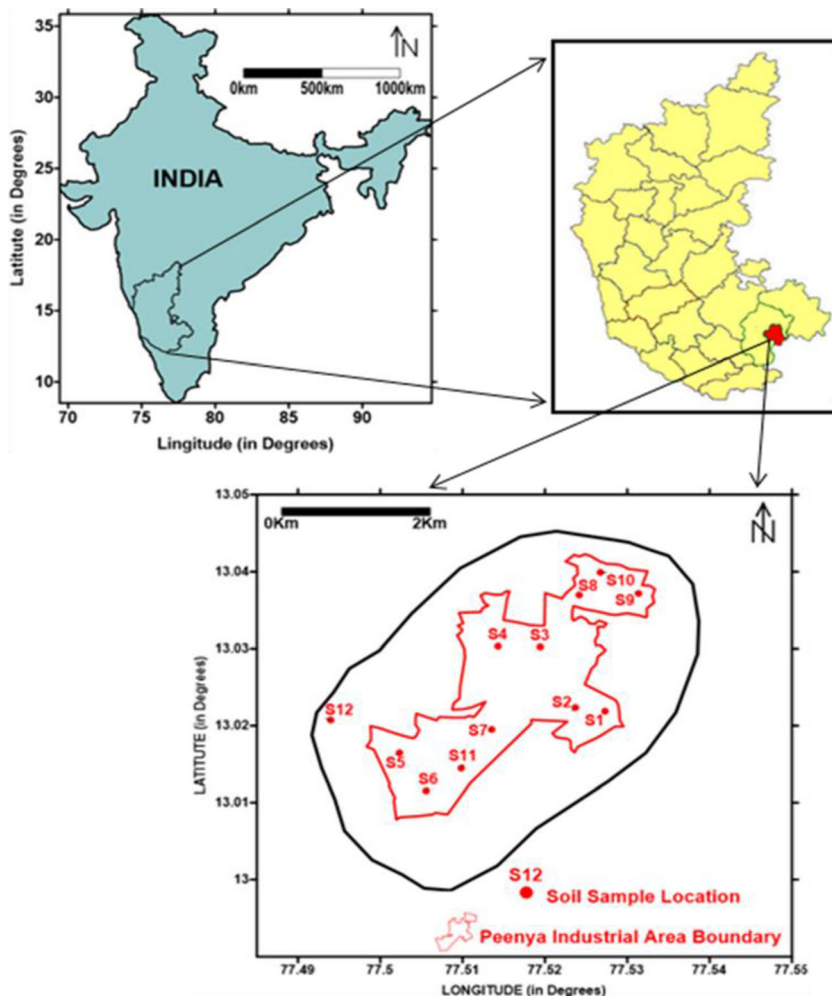 35
30
25
20
15
10
Latitute (in Degrees)
N
0km 500km 1000km
INDIA
70 75 80 85 90
Lingitude (in Degrees)
13.05
13.04
13.03
13.02
13.01
13
LATITUTE (in Degrees)
0Km 2Km
N
S8 S10
S9
S4 S3
S2 S1
S12
S7
S5 S11
S6
S12
Soil Sample Location
Peenya Industrial Area Boundary
77.49 77.5 77.51 77.52 77.53 77.54 77.55
LONGITUDE (in Degrees)